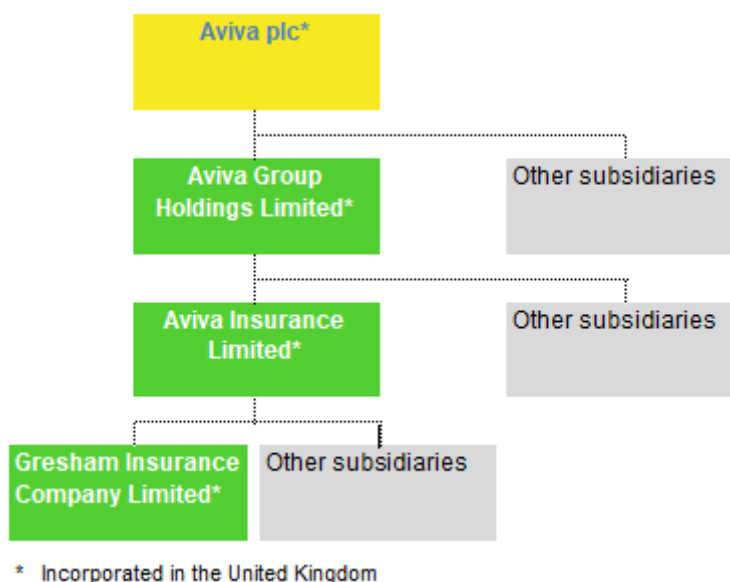 Aviva plc*
Aviva Group
Holdings Limited*
Other subsidiaries
Aviva Insurance
Limited*
Other subsidiaries
Gresham Insurance
Company Limited*
Other subsidiaries
* Incorporated in the United Kingdom